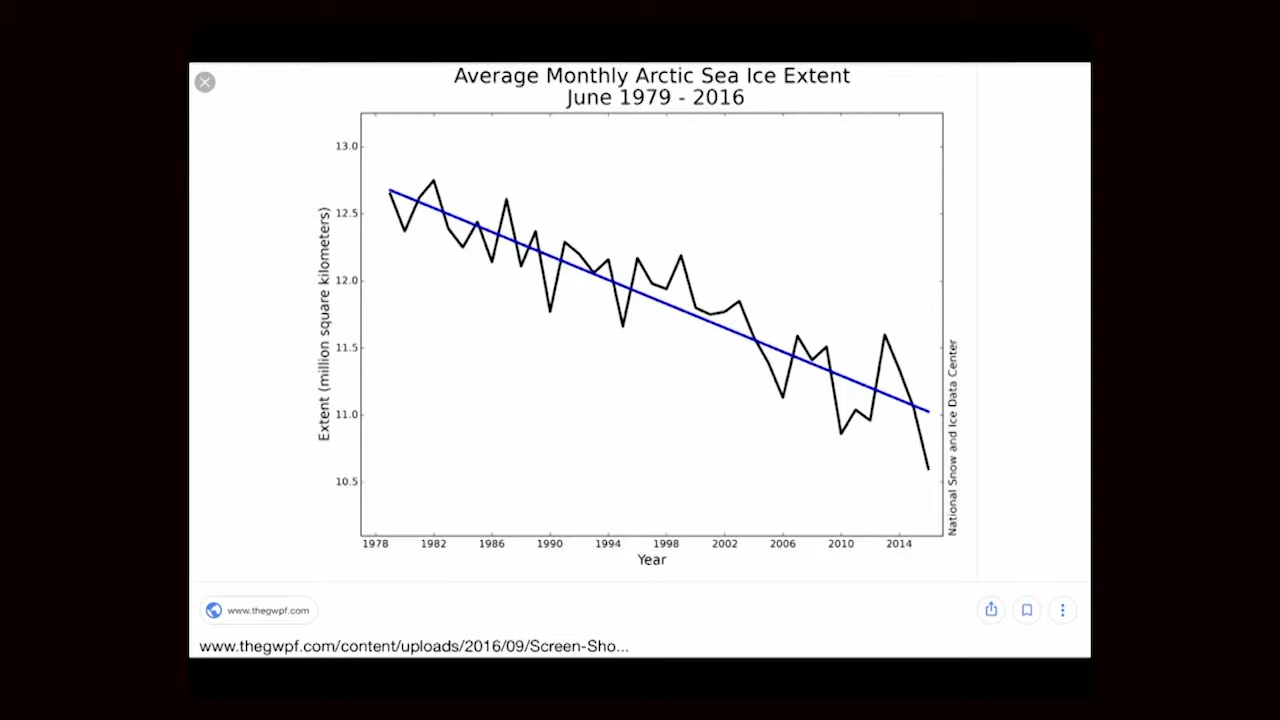 Average Monthly Arctic Sea Ice Extent
June 1979 - 2016
13.0
12.5
12.0
11.5
11.0
10.5
Extent (million square kilometers)
National Snow and Ice Data Center
1978 1982 1986 1990 1994 1998 2002 2006 2010 2014
Year
www.thegwpf.com
www.thegwpf.com/content/uploads/2016/09/Screen-Sho...